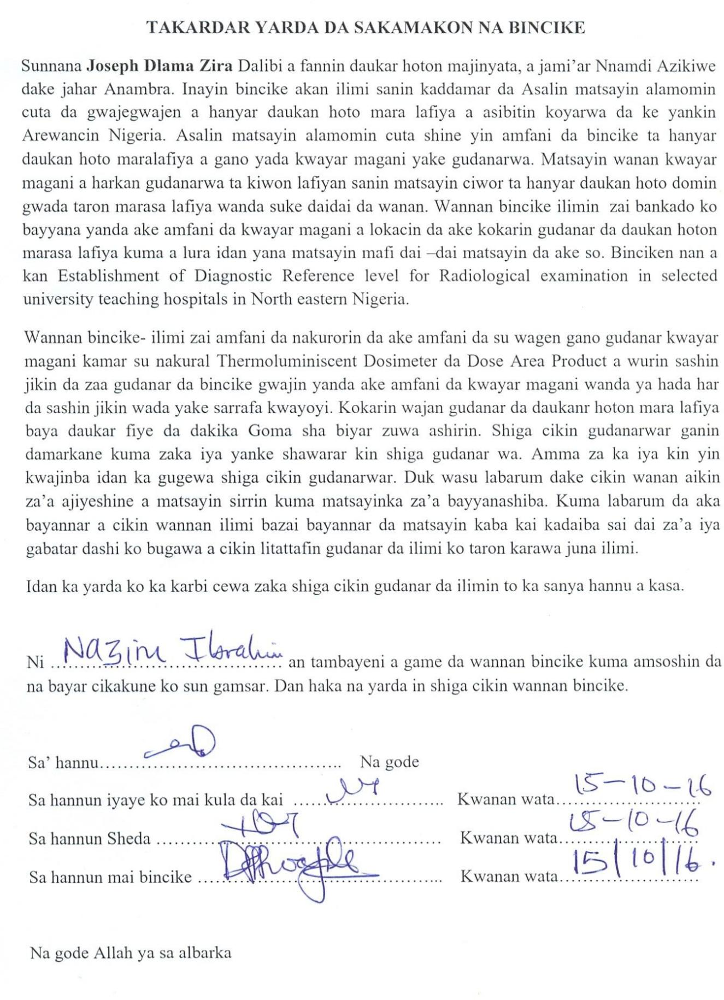 TAKARDAR YARDA DA SAKAMAKON NA BINCIKE
Sunnana Joseph Dlama Zira Dalibi a fannin daukar hoton majinyata, a jami’ar Nnamdi Azikiwe
dake jahar Anambra. Inayin bincike akan ilimi sanin kaddamar da Asalin matsayin alamomin
cuta da gwajegwajen a hanyar daukan hoto mara lafiya a asibitin koyarwa da ke yankin
Arewancin Nigeria. Asalin matsayin alamomin cuta shine yin amfani da bincike ta hanyar
daukan hoto maralafiya a gano yada kwayar magani yake gudanarwa. Matsayin wanan kwayar
magani a harkan gudanarwa ta kiwon lafiyan sanin matsayin ciwor ta hanyar daukan hoto domin
gwada taron marasa lafiya wanda suke daidai da wanan. Wannan bincike ilimin zai bankado ko
bayyana yanda ake amfani da kwayar magani a lokacin da ake kokarin gudanar da daukan hoton
marasa lafiya kuma a lura idan yana matsayin mafi dai –dai matsayin da ake so. Binciken nan a
kan Establishment of Diagnostic Reference level for Radiological examination in selected
university teaching hospitals in North eastern Nigeria.
Wannan bincike- ilimi zai amfani da nakurorin da ake amfani da su wagen gano gudanar kwayar
magani kamar su nakural Thermoluminiscent Dosimeter da Dose Area Product a wurin sashin
jikin da zaa gudanar da bincike gwajin yanda ake amfani da kwayar magani wanda ya hada har
da sashin jikin wada yake sarrafa kwayoyi. Kokarin wajan gudanar da daukanr hoton mara lafiya
baya daukar fiye da dakika Goma sha biyar zuwa ashirin. Shiga cikin gudanarwar ganin
damarkane kuma zaka iya yanke shawarar kin shiga gudanar wa. Amma za ka iya kin yin
kwajinba idan ka gugewa shiga cikin gudanarwar. Duk wasu labarum dake cikin wanan aikin
za’a ajiyeshine a matsayin sirrin kuma matsayinka za’a bayyanashiba. Kuma labarum da aka
bayannar a cikin wannan ilimi bazai bayannar da matsayin kaba kai kadaiba sai dai za’a iya
gabatar dashi ko bugawa a cikin litattafin gudanar da ilimi ko taron karawa juna ilimi.
Idan ka yarda ko ka karbi cewa zaka shiga cikin gudanar da ilimin to ka sanya hannu a kasa.
Ni Naziru Ibrahim an tambayeni a game da wannan bincike kuma amsoshin da
na bayar cikakune ko sun gamsar. Dan haka na yarda in shiga cikin wannan bincike.
Sa’ hannu........................................ Na gode
Sa hannun iyaye ko mai kula da kai ........................ Kwanan wata 15-10-16
Sa hannun Sheda ........................................ Kwanan wata 15-10-16
Sa hannun mai bincike ........................................ Kwanan wata 15/10/16.
Na gode Allah ya sa albarka